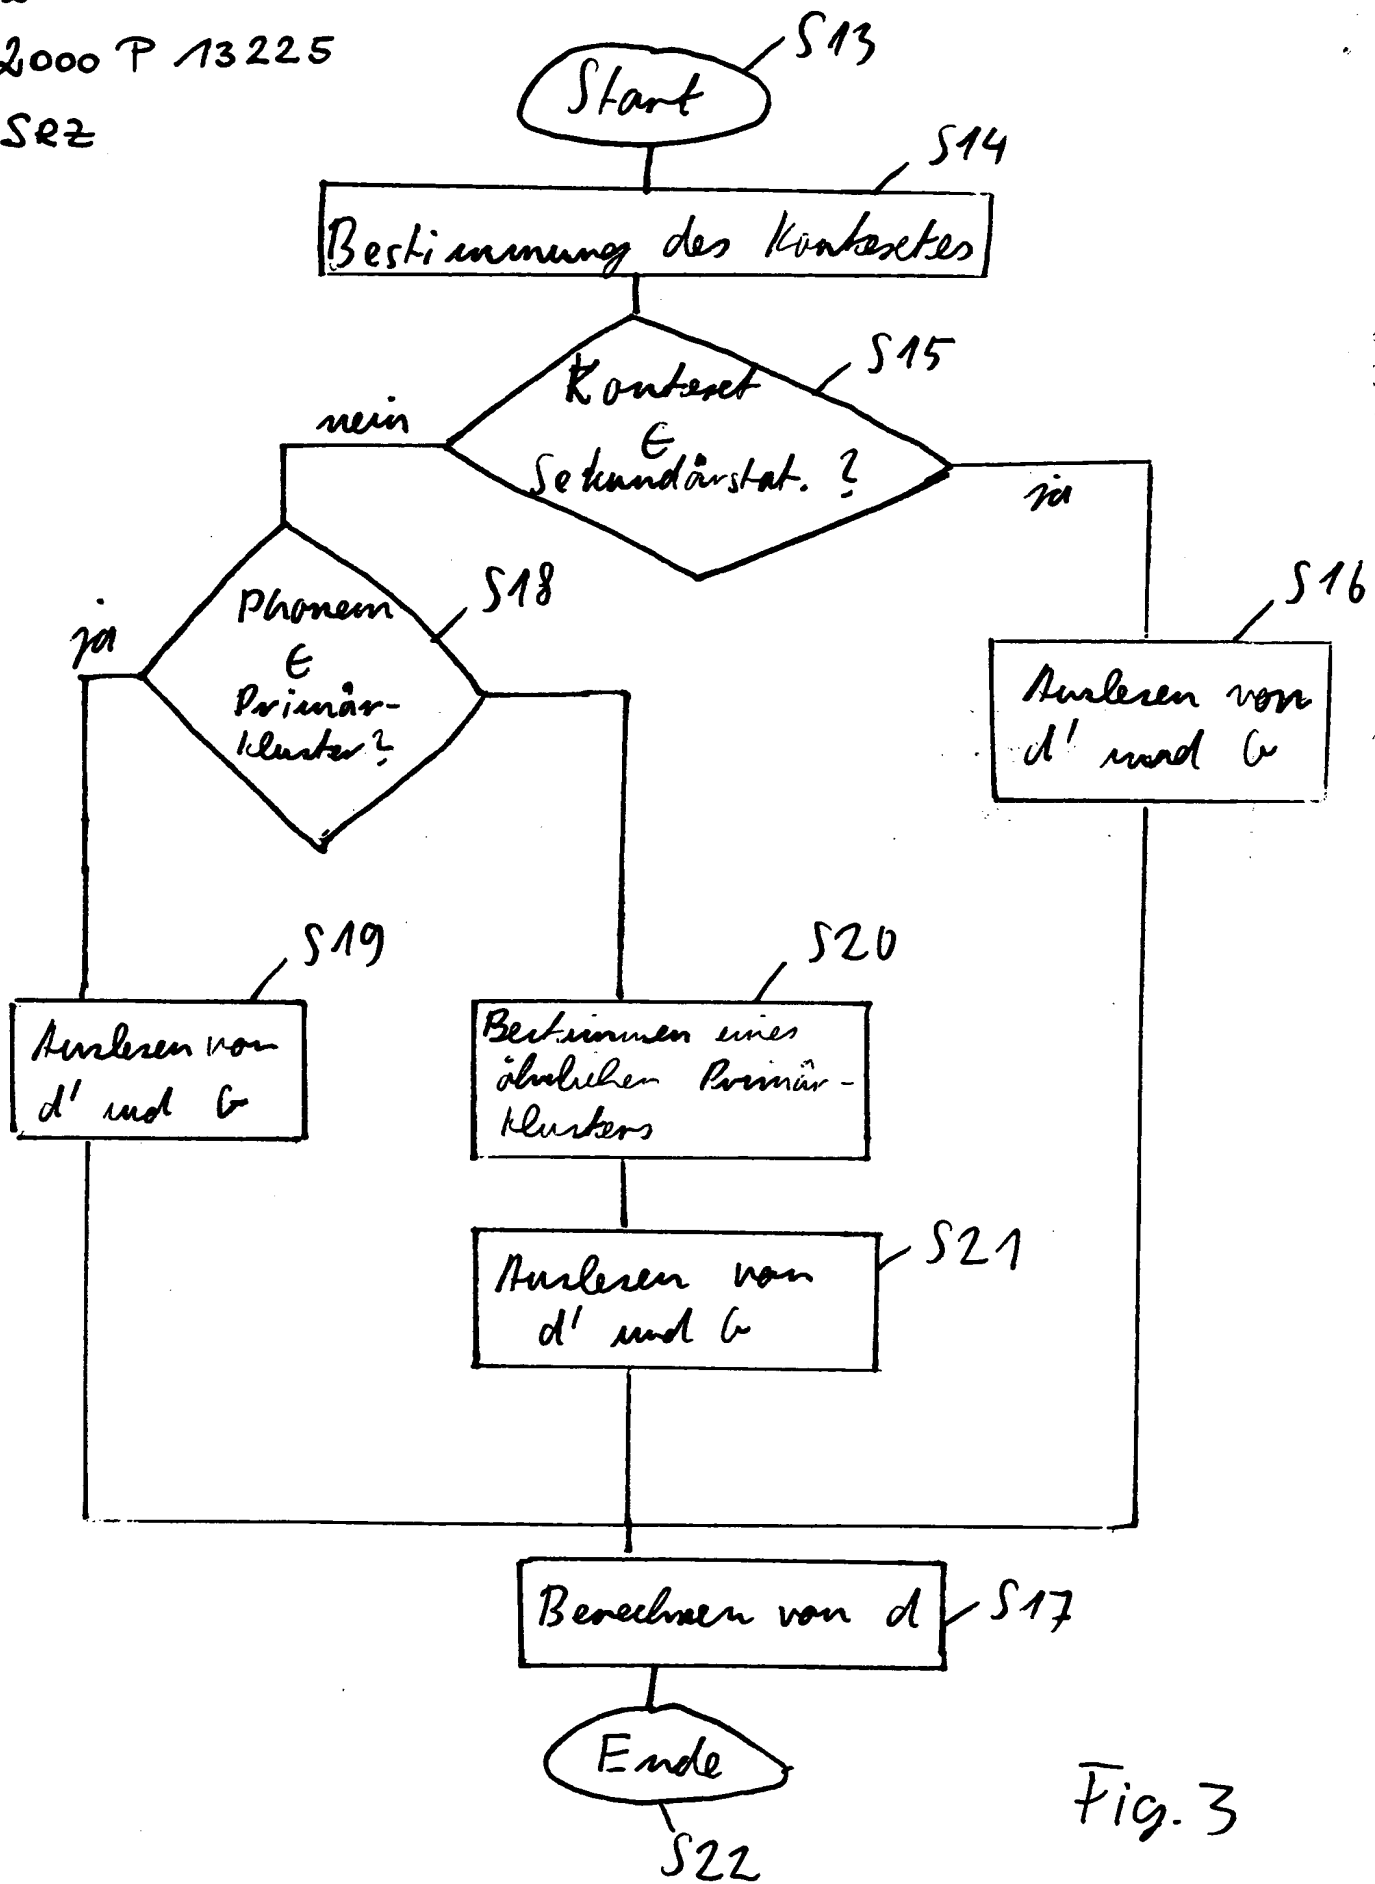 2000 P 13225
SRZ
Start
S13
S14
Bestimmung des Kontextes
S15
Kontext
∈
Sekundärstat. ?
nein
ja
S18
Phonem
∈
Primär-
kluster?
ja
S16
Auslesen von
d' und G
S19
Auslesen von
d' und G
S20
Bestimmen eines
ähnlichen Primär-
klusters
S21
Auslesen von
d' und G
Berechnen von d
S17
Ende
S22
Fig. 3